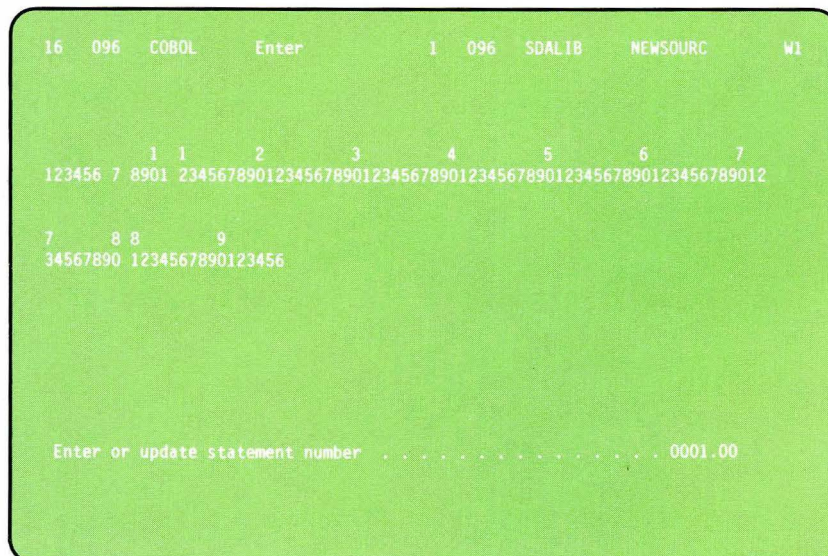 16 096 COBOL Enter 1 096 SDALIB NEWSOURC W1
1 1 2 3 4 5 6 7
123456 7 8901 2345678901234567890123456789012345678901234567890123456789012
7 8 8 9
34567890 1234567890123456
Enter or update statement number . . . . . . . . . . . . . . . 0001.00